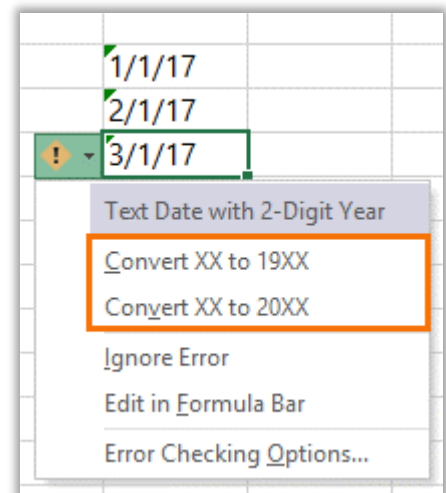 1/1/17
2/1/17
3/1/17
Text Date with 2-Digit Year
Convert XX to 19XX
Convert XX to 20XX
Ignore Error
Edit in Formula Bar
Error Checking Options...